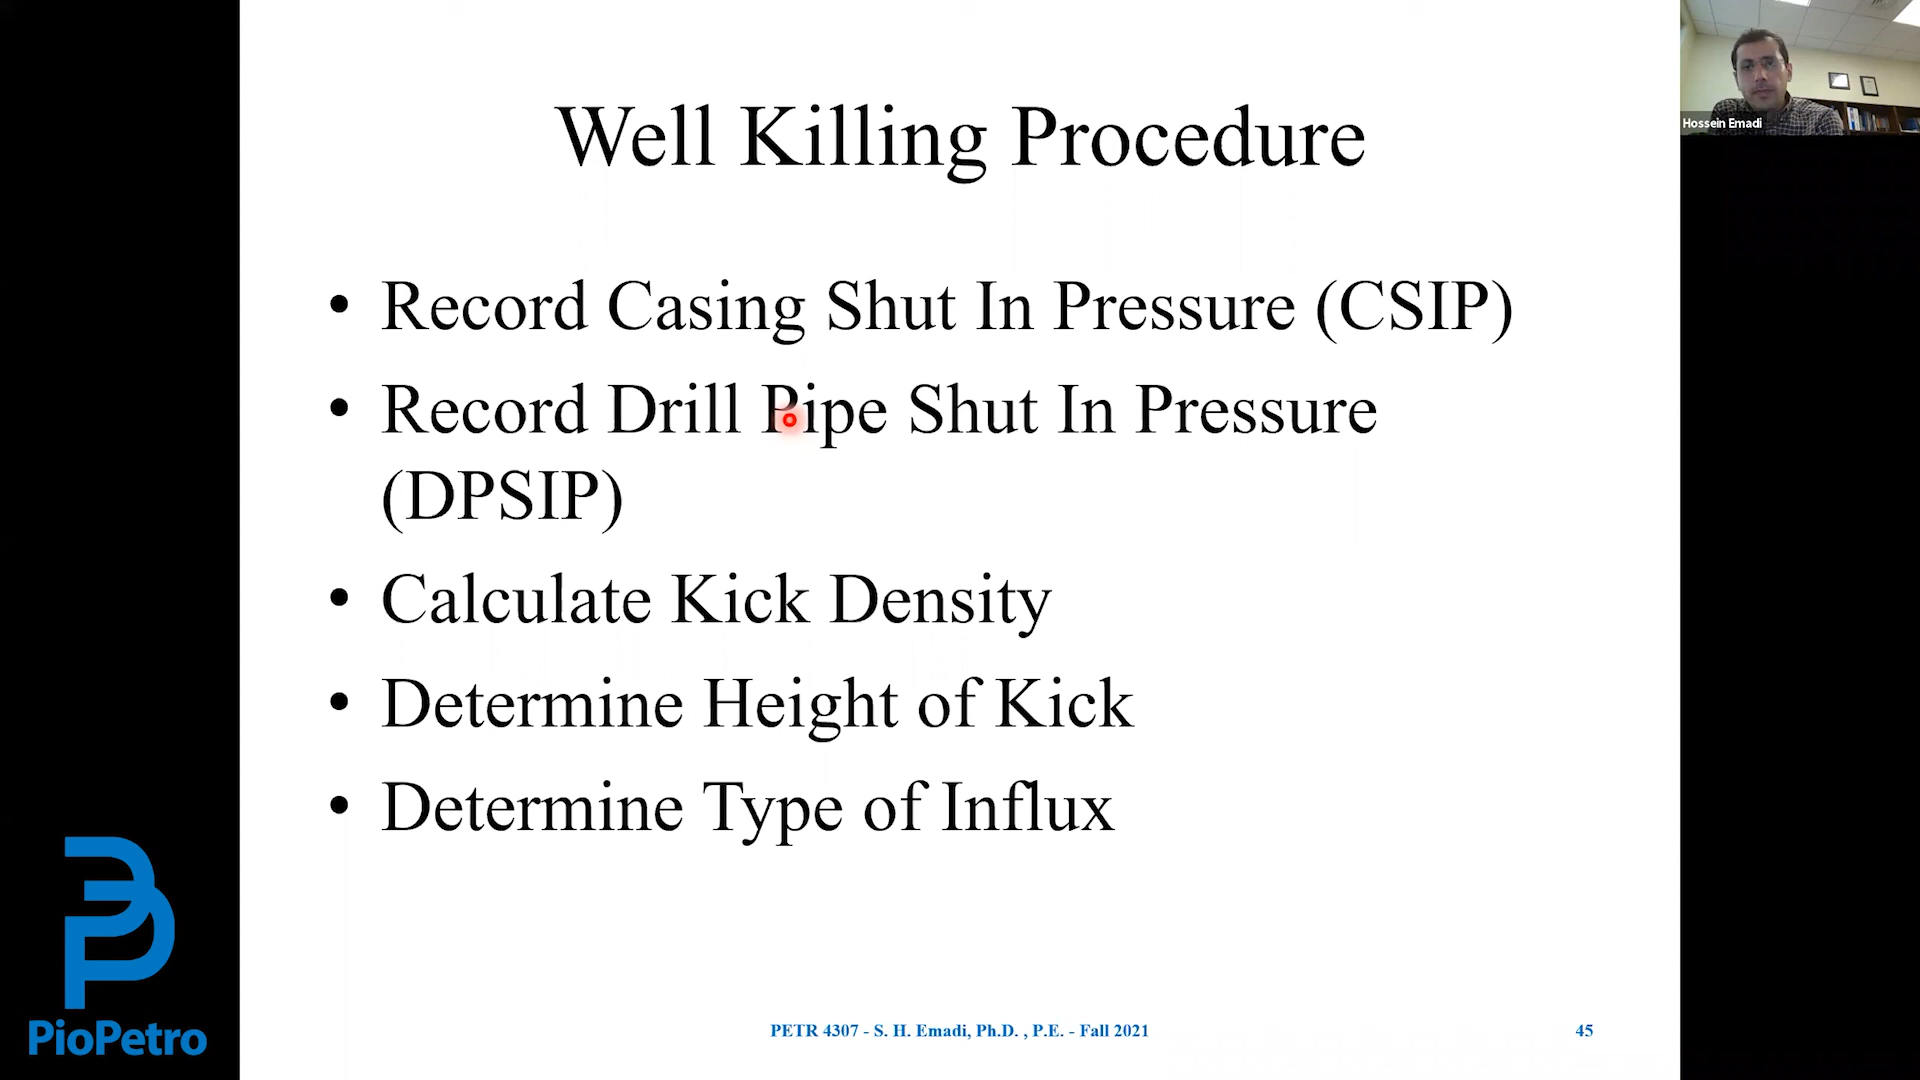 Well Killing Procedure
Hossein Emadi
• Record Casing Shut In Pressure (CSIP)
• Record Drill Pipe Shut In Pressure
(DPSIP)
• Calculate Kick Density
• Determine Height of Kick
• Determine Type of Influx
PioPetro
PETR 4307 - S. H. Emadi, Ph.D. , P.E. - Fall 2021
45